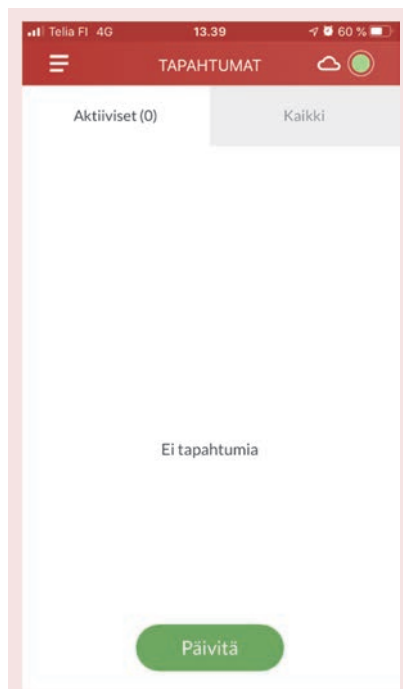 Telia FI 4G 13.39 60 %
TAPAHTUMAT
Aktiiviset (0) Kaikki
Ei tapahtumia
Päivitä